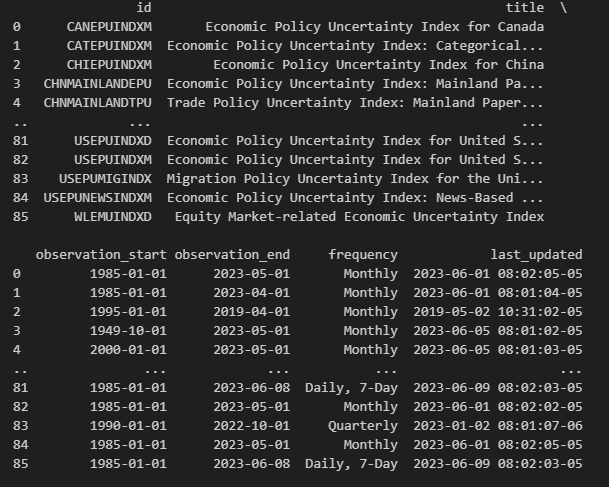 id title \
0 CANEPUINDXM Economic Policy Uncertainty Index for Canada
1 CATEPUINDXM Economic Policy Uncertainty Index: Categorical...
2 CHIEPUINDXM Economic Policy Uncertainty Index for China
3 CHNMAINLANDEPU Economic Policy Uncertainty Index: Mainland Pa...
4 CHNMAINLANDTPU Trade Policy Uncertainty Index: Mainland Paper...
.. ... ...
81 USEPUINDXD Economic Policy Uncertainty Index for United S...
82 USEPUINDXM Economic Policy Uncertainty Index for United S...
83 USEPUMIGINDX Migration Policy Uncertainty Index for the Uni...
84 USEPUNEWSINDXM Economic Policy Uncertainty Index: News-Based ...
85 WLEMUINDXD Equity Market-related Economic Uncertainty Index
observation_start observation_end frequency last_updated
0 1985-01-01 2023-05-01 Monthly 2023-06-01 08:02:05-05
1 1985-01-01 2023-04-01 Monthly 2023-06-01 08:01:04-05
2 1995-01-01 2019-04-01 Monthly 2019-05-02 10:31:02-05
3 1949-10-01 2023-05-01 Monthly 2023-06-05 08:01:02-05
4 2000-01-01 2023-05-01 Monthly 2023-06-05 08:01:03-05
.. ... ... ... ...
81 1985-01-01 2023-06-08 Daily, 7-Day 2023-06-09 08:02:03-05
82 1985-01-01 2023-05-01 Monthly 2023-06-01 08:02:02-05
83 1990-01-01 2022-10-01 Quarterly 2023-01-02 08:01:07-06
84 1985-01-01 2023-05-01 Monthly 2023-06-01 08:02:05-05
85 1985-01-01 2023-06-08 Daily, 7-Day 2023-06-09 08:02:03-05